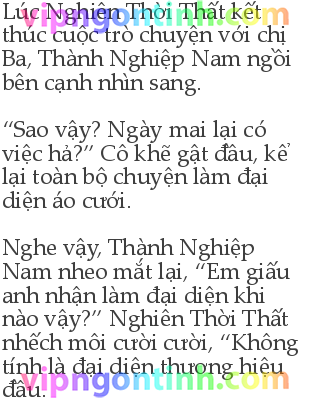 Lúc Nghiên Thời Thất kết
thúc cuộc trò chuyện với chị
Ba, Thành Nghiệp Nam ngồi
bên cạnh nhìn sang.
“Sao vậy? Ngày mai lại có
việc hả?” Cô khẽ gật đầu, kể
lại toàn bộ chuyện làm đại
diện áo cưới.
Nghe vậy, Thành Nghiệp
Nam nheo mắt lại, “Em giấu
anh nhận làm đại diện khi
nào vậy?” Nghiên Thời Thất
nhếch môi cười cười, “Không
tính là đại diện thương hiệu
đâu.
vipngontinh.com
vipngontinh.com